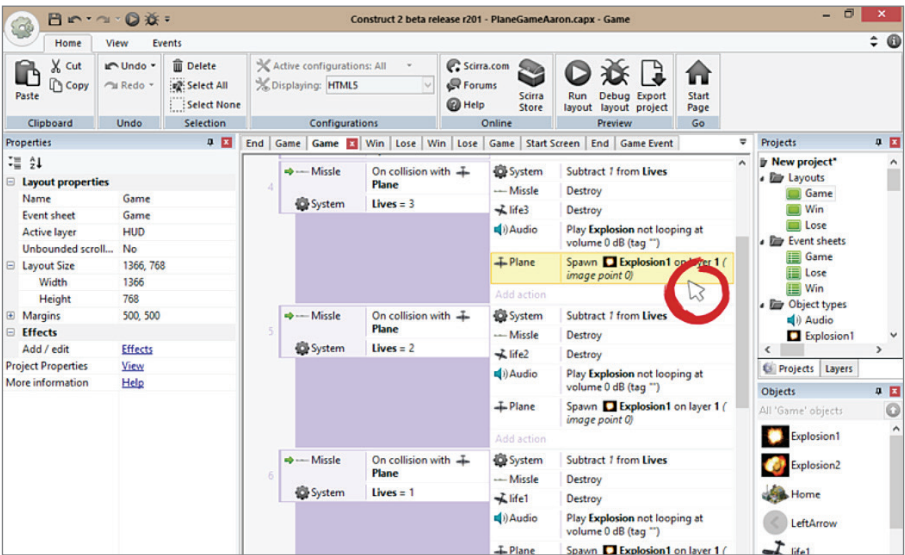 Construct 2 beta release r201 - PlaneGameAaron.capx - Game
Home View Events
Paste
Cut
Copy
Clipboard
Undo
Redo
Undo
Delete
Select All
Select None
Selection
Active configurations: All
Displaying: HTML5
Configurations
Scirra.com
Forums
Help
Scirra Store
Online
Run layout
Debug layout
Export project
Preview
Start Page
Go
Properties
Layout properties
Name Game
Event sheet Game
Active layer HUD
Unbounded scroll... No
Layout Size 1366, 768
Width 1366
Height 768
Margins 500, 500
Effects
Add / edit Effects
Project Properties View
More information Help
End Game Game Win Lose Win Lose Game Start Screen End Game Event
4
Missle On collision with Plane
System Lives = 3
System Subtract 1 from Lives
Missle Destroy
life3 Destroy
Audio Play Explosion not looping at volume 0 dB (tag "")
Plane Spawn Explosion1 on layer 1 (image point 0)
Add action
5
Missle On collision with Plane
System Lives = 2
System Subtract 1 from Lives
Missle Destroy
life2 Destroy
Audio Play Explosion not looping at volume 0 dB (tag "")
Plane Spawn Explosion1 on layer 1 (image point 0)
Add action
6
Missle On collision with Plane
System Lives = 1
System Subtract 1 from Lives
Missle Destroy
life1 Destroy
Audio Play Explosion not looping at volume 0 dB (tag "")
Plane Spawn Explosion1 on layer 1 (
Projects
New project*
Layouts
Game
Win
Lose
Event sheets
Game
Lose
Win
Object types
Audio
Explosion1
Projects Layers
Objects
All 'Game' objects
Explosion1
Explosion2
Home
LeftArrow
life1